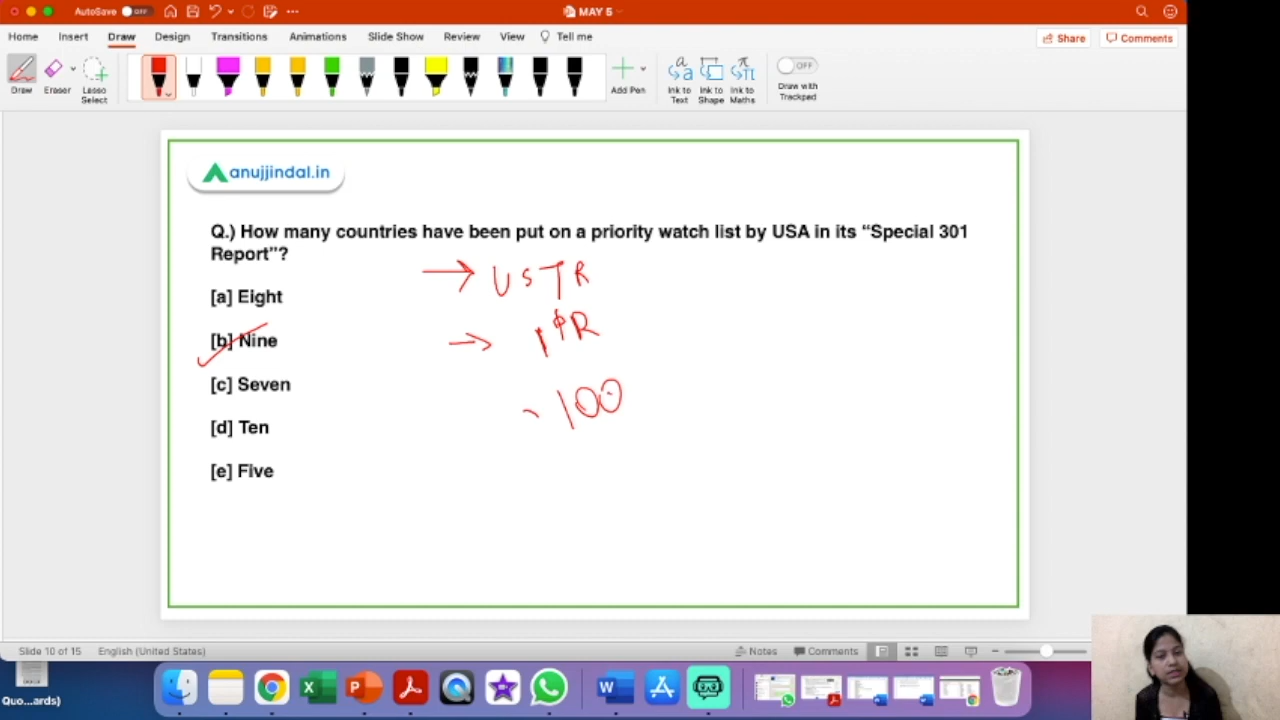 AutoSave OFF MAY 5
Home Insert Draw Design Transitions Animations Slide Show Review View Tell me Share Comments
Draw Eraser Lasso Select Add Pen Ink to Text Ink to Shape Ink to Maths OFF Draw with Trackpad
anujjindal.in
Q.) How many countries have been put on a priority watch list by USA in its “Special 301
Report”?
→ USTR
[a] Eight
→ IPR
[b] Nine
[c] Seven
100
[d] Ten
[e] Five
Slide 10 of 15 English (United States) Notes Comments
Quo...ards)